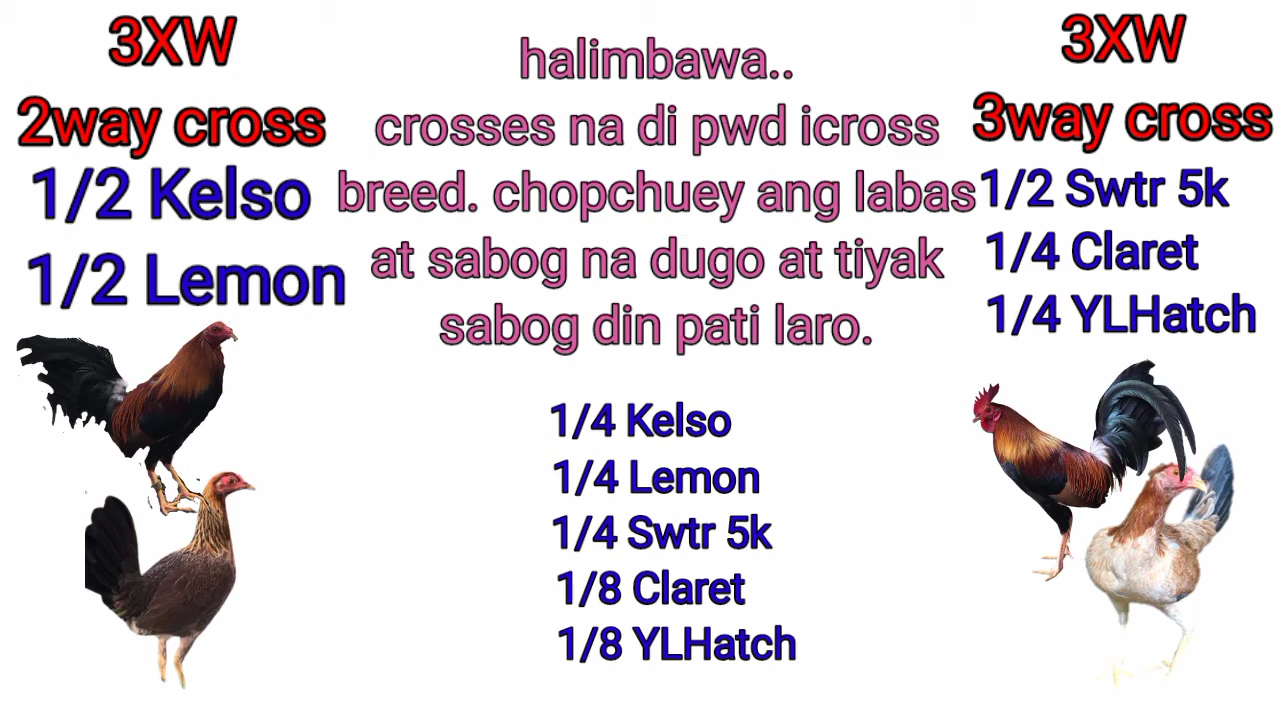 3XW
2way cross
1/2 Kelso
1/2 Lemon
halimbawa..
crosses na di pwd icross
breed. chopchuey ang labas
at sabog na dugo at tiyak
sabog din pati laro.
1/4 Kelso
1/4 Lemon
1/4 Swtr 5k
1/8 Claret
1/8 YLHatch
3XW
3way cross
1/2 Swtr 5k
1/4 Claret
1/4 YLHatch